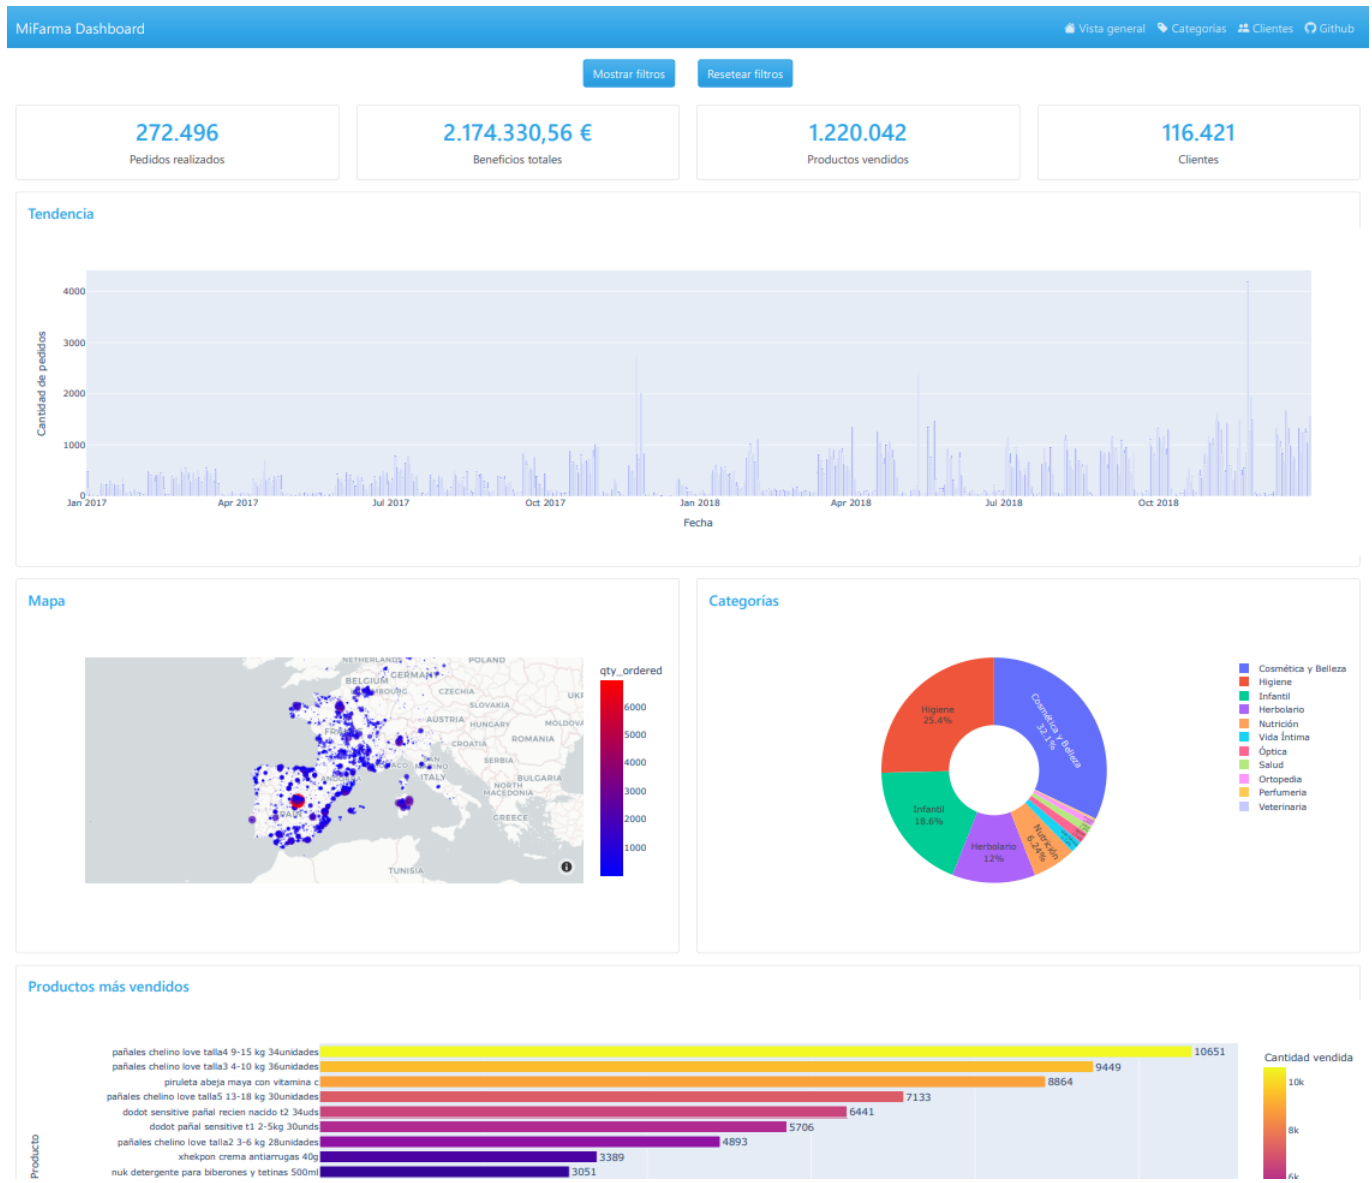 MiFarma Dashboard
Vista general Categorias Clientes Github
Mostrar filtros Resetear filtros
272.496
Pedidos realizados
2.174.330,56 €
Beneficios totales
1.220.042
Productos vendidos
116.421
Clientes
Tendencia
Cantidad de pedidos
4000
3000
2000
1000
0
Jan 2017 Apr 2017 Jul 2017 Oct 2017 Jan 2018 Apr 2018 Jul 2018 Oct 2018
Fecha
Mapa
NETHERLANDS POLAND
BELGIUM GERMANY
CZECHIA
SLOVAKIA
AUSTRIA HUNGARY MOLDOVA
CROATIA ROMANIA
SERBIA
ITALY BULGARIA
NORTH
MACEDONIA
GREECE
TUNISIA
qty_ordered
6000
5000
4000
3000
2000
1000
Categorías
Cosmética y Belleza
32.1%
Higiene
25.4%
Infantil
18.6%
Herbolario
12%
Nutrición
6.24%
Cosmética y Belleza
Higiene
Infantil
Herbolario
Nutrición
Vida Íntima
Óptica
Salud
Ortopedia
Perfumeria
Veterinaria
Productos más vendidos
Producto
pañales chelino love talla4 9-15 kg 34unidades 10651
pañales chelino love talla3 4-10 kg 36unidades 9449
piruleta abeja maya con vitamina c 8864
pañales chelino love talla5 13-18 kg 30unidades 7133
dodot sensitive pañal recien nacido t2 34uds 6441
dodot pañal sensitive t1 2-5kg 30unds 5706
pañales chelino love talla2 3-6 kg 28unidades 4893
xhekpon crema antiarrugas 40g 3389
nuk detergente para biberones y tetinas 500ml 3051
Cantidad vendida
10k
8k
6k